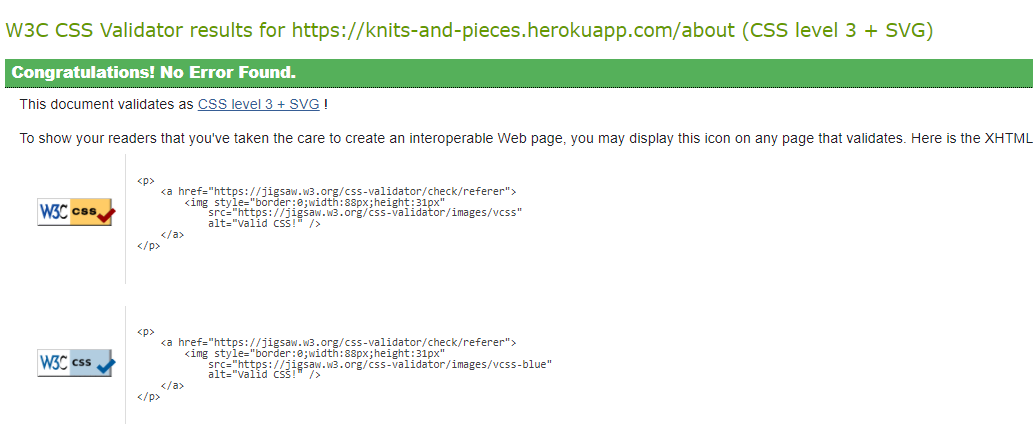 W3C CSS Validator results for https://knits-and-pieces.herokuapp.com/about (CSS level 3 + SVG)
Congratulations! No Error Found.
This document validates as CSS level 3 + SVG !
To show your readers that you've taken the care to create an interoperable Web page, you may display this icon on any page that validates. Here is the XHTML
W3C css
<p>
<a href="https://jigsaw.w3.org/css-validator/check/referer">
<img style="border:0;width:88px;height:31px"
src="https://jigsaw.w3.org/css-validator/images/vcss"
alt="Valid CSS!" />
</a>
</p>
W3C css
<p>
<a href="https://jigsaw.w3.org/css-validator/check/referer">
<img style="border:0;width:88px;height:31px"
src="https://jigsaw.w3.org/css-validator/images/vcss-blue"
alt="Valid CSS!" />
</a>
</p>